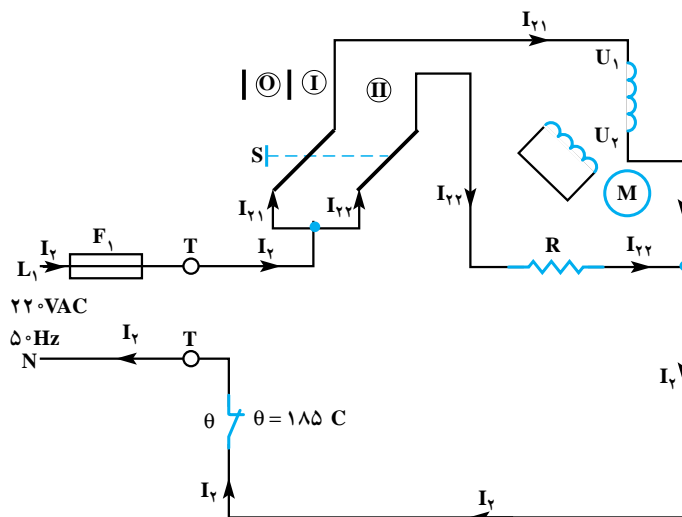 I۲۱
| O | I II
U۱
S
U۲
M
I۲۱ I۲۲ I۲۲
I۲ F۱ T I۲ R I۲۲
L۱
۲۲۰VAC
۵۰Hz
I۲ T
N
I۲
θ θ = ۱۸۵ C
I۲ I۲